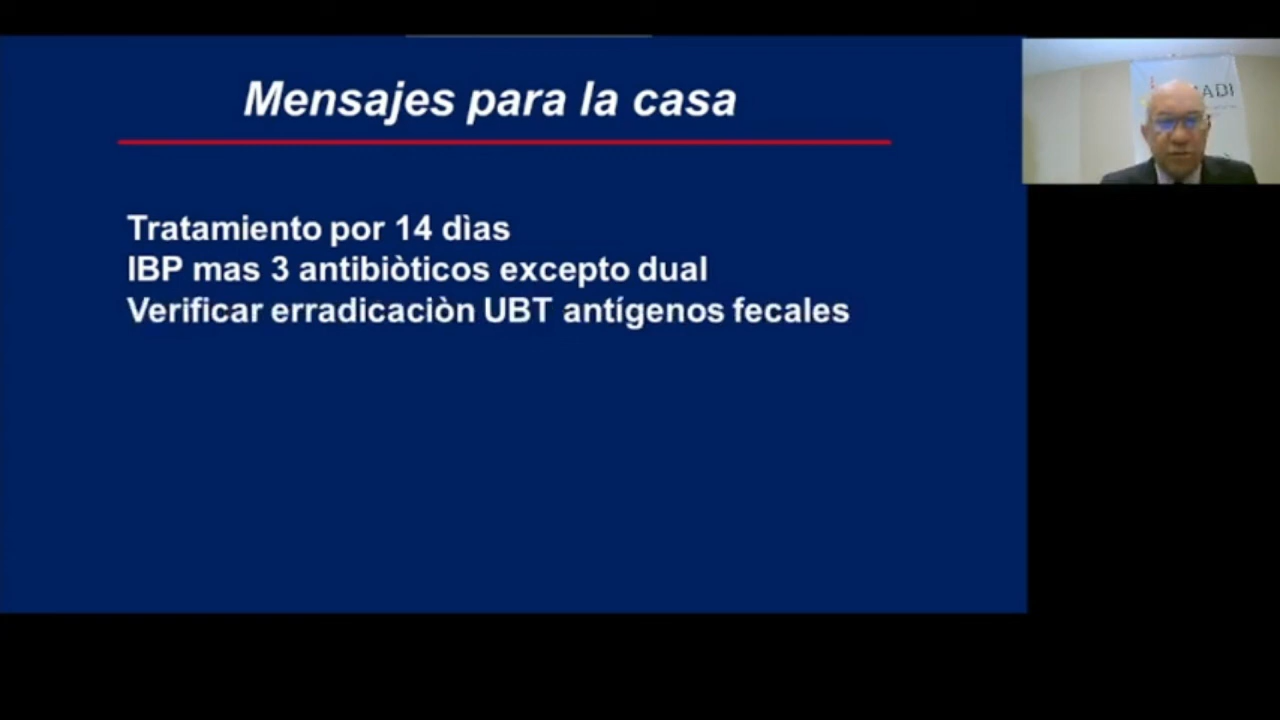 Mensajes para la casa
Tratamiento por 14 dìas
IBP mas 3 antibiòticos excepto dual
Verificar erradicaciòn UBT antígenos fecales